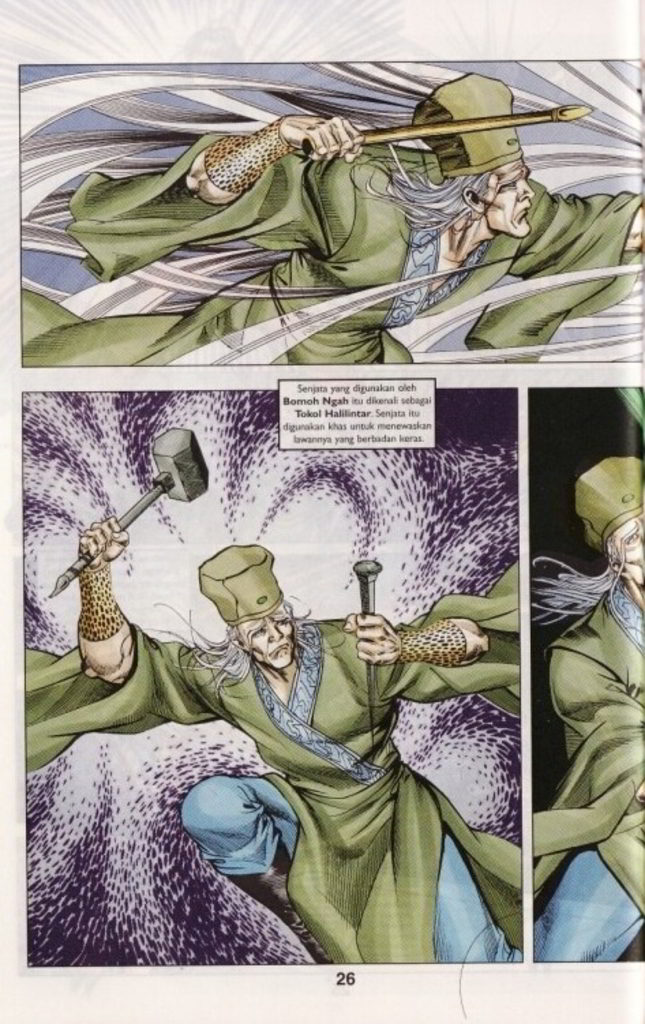 Senjata yang digunakan oleh
Bomoh Ngah itu dikenali sebagai
Tokol Halilintar. Senjata itu
digunakan khas untuk menewaskan
lawannya yang berbadan keras.
26